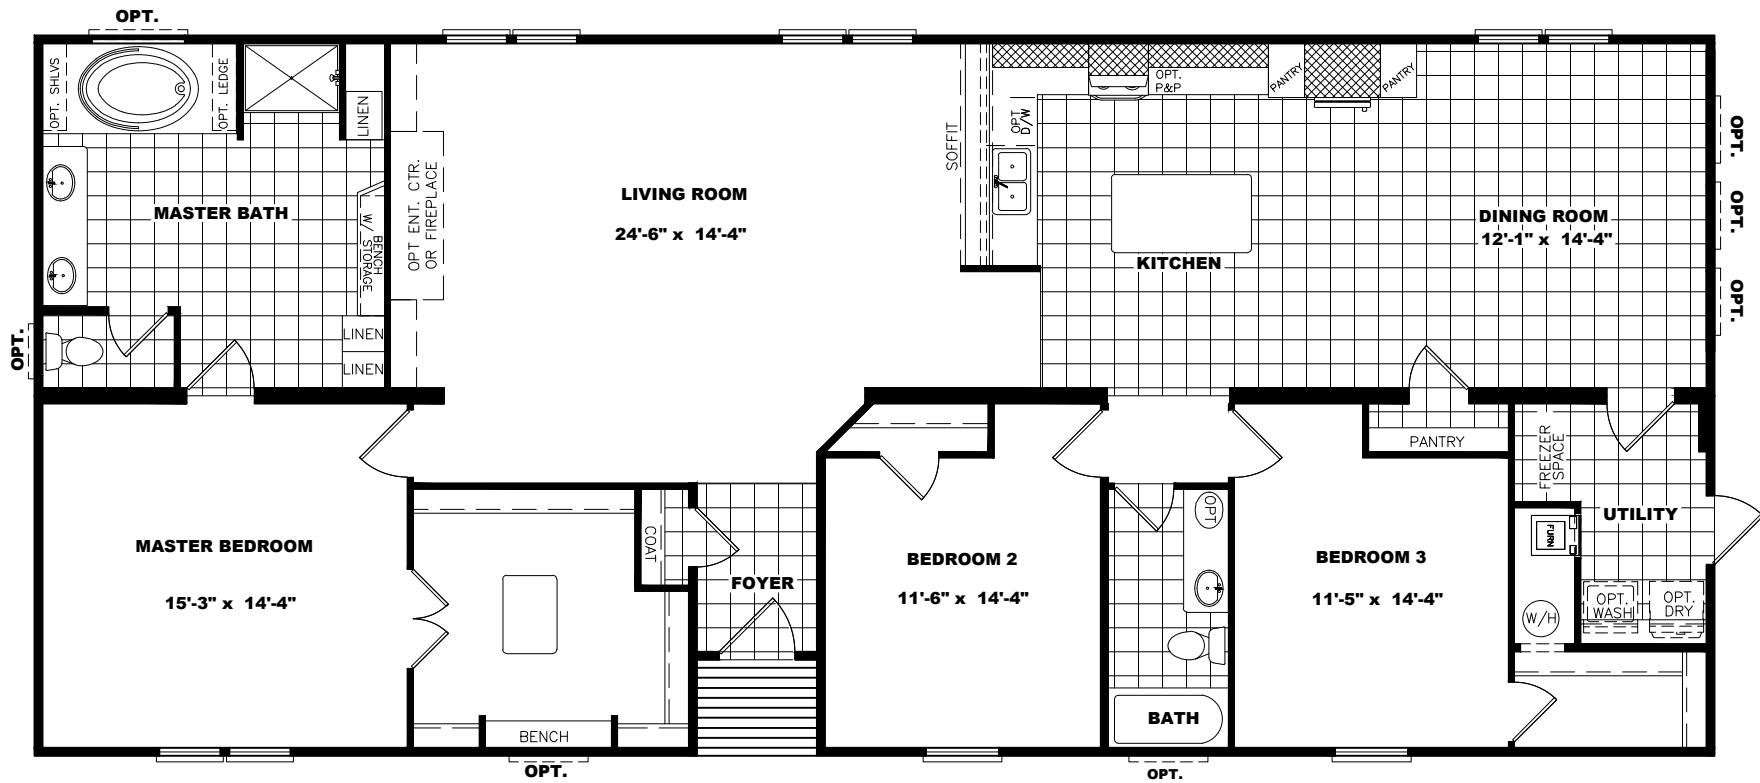 OPT.
OPT. SHLVS
OPT. LEDGE
LINEN
MASTER BATH
BENCH
W/ STORAGE
LINEN
LINEN
OPT.
OPT ENT. CTR.
OR FIREPLACE
LIVING ROOM
24'-6" x 14'-4"
SOFFIT
OPT
D/W
OPT.
P&P
PANTRY
PANTRY
KITCHEN
DINING ROOM
12'-1" x 14'-4"
OPT.
OPT.
OPT.
MASTER BEDROOM
15'-3" x 14'-4"
COAT
FOYER
BENCH
OPT.
BEDROOM 2
11'-6" x 14'-4"
OPT
BATH
OPT.
BEDROOM 3
11'-5" x 14'-4"
PANTRY
FREEZER
SPACE
UTILITY
FURN
W/H
OPT.
WASH
OPT.
DRY